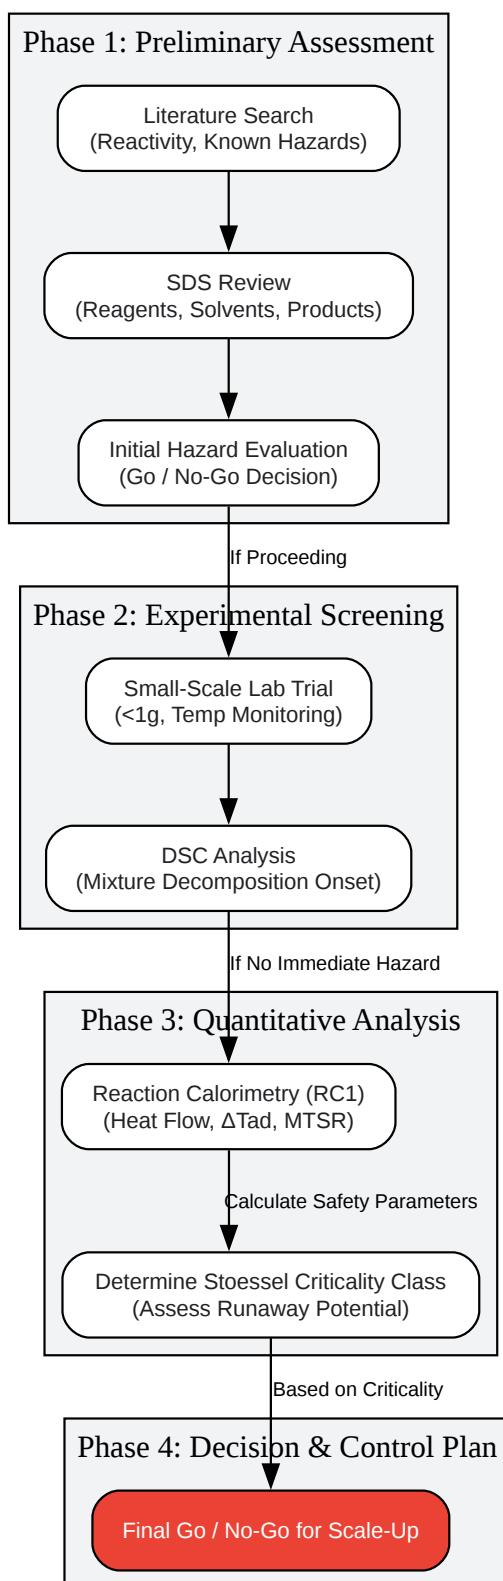 Phase 1: Preliminary Assessment
Literature Search
(Reactivity, Known Hazards)
SDS Review
(Reagents, Solvents, Products)
Initial Hazard Evaluation
(Go / No-Go Decision)
If Proceeding
Phase 2: Experimental Screening
Small-Scale Lab Trial
(<1g, Temp Monitoring)
DSC Analysis
(Mixture Decomposition Onset)
If No Immediate Hazard
Phase 3: Quantitative Analysis
Reaction Calorimetry (RC1)
(Heat Flow, ΔTad, MTSR)
Calculate Safety Parameters
Determine Stoessel Criticality Class
(Assess Runaway Potential)
Based on Criticality
Phase 4: Decision & Control Plan
Final Go / No-Go for Scale-Up